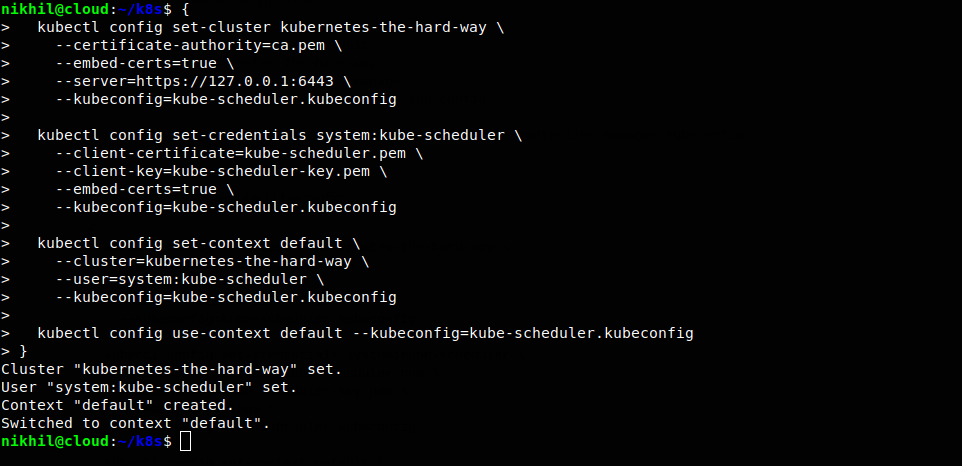 nikhil@cloud:~/k8s$ {
>   kubectl config set-cluster kubernetes-the-hard-way \
>     --certificate-authority=ca.pem \
>     --embed-certs=true \
>     --server=https://127.0.0.1:6443 \
>     --kubeconfig=kube-scheduler.kubeconfig
>
>   kubectl config set-credentials system:kube-scheduler \
>     --client-certificate=kube-scheduler.pem \
>     --client-key=kube-scheduler-key.pem \
>     --embed-certs=true \
>     --kubeconfig=kube-scheduler.kubeconfig
>
>   kubectl config set-context default \
>     --cluster=kubernetes-the-hard-way \
>     --user=system:kube-scheduler \
>     --kubeconfig=kube-scheduler.kubeconfig
>
>   kubectl config use-context default --kubeconfig=kube-scheduler.kubeconfig
> }
Cluster "kubernetes-the-hard-way" set.
User "system:kube-scheduler" set.
Context "default" created.
Switched to context "default".
nikhil@cloud:~/k8s$